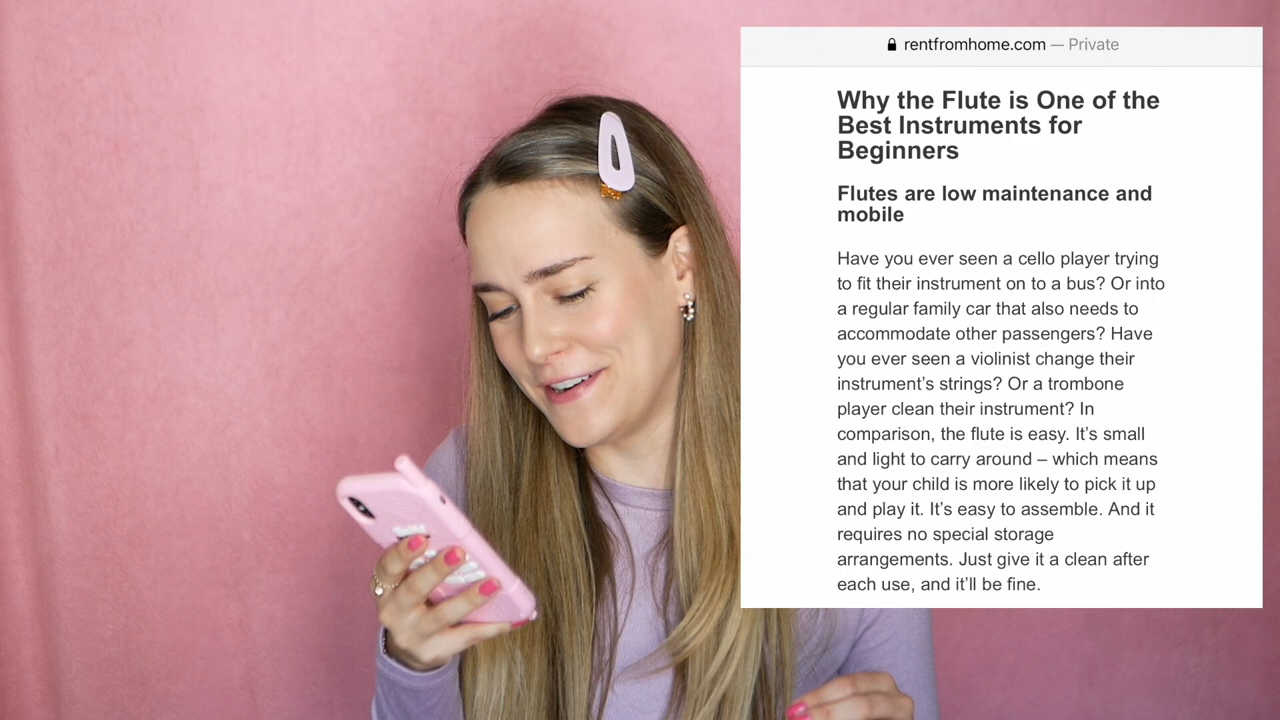 rentfromhome.com — Private
Why the Flute is One of the
Best Instruments for
Beginners
Flutes are low maintenance and
mobile
Have you ever seen a cello player trying
to fit their instrument on to a bus? Or into
a regular family car that also needs to
accommodate other passengers? Have
you ever seen a violinist change their
instrument’s strings? Or a trombone
player clean their instrument? In
comparison, the flute is easy. It’s small
and light to carry around – which means
that your child is more likely to pick it up
and play it. It’s easy to assemble. And it
requires no special storage
arrangements. Just give it a clean after
each use, and it’ll be fine.